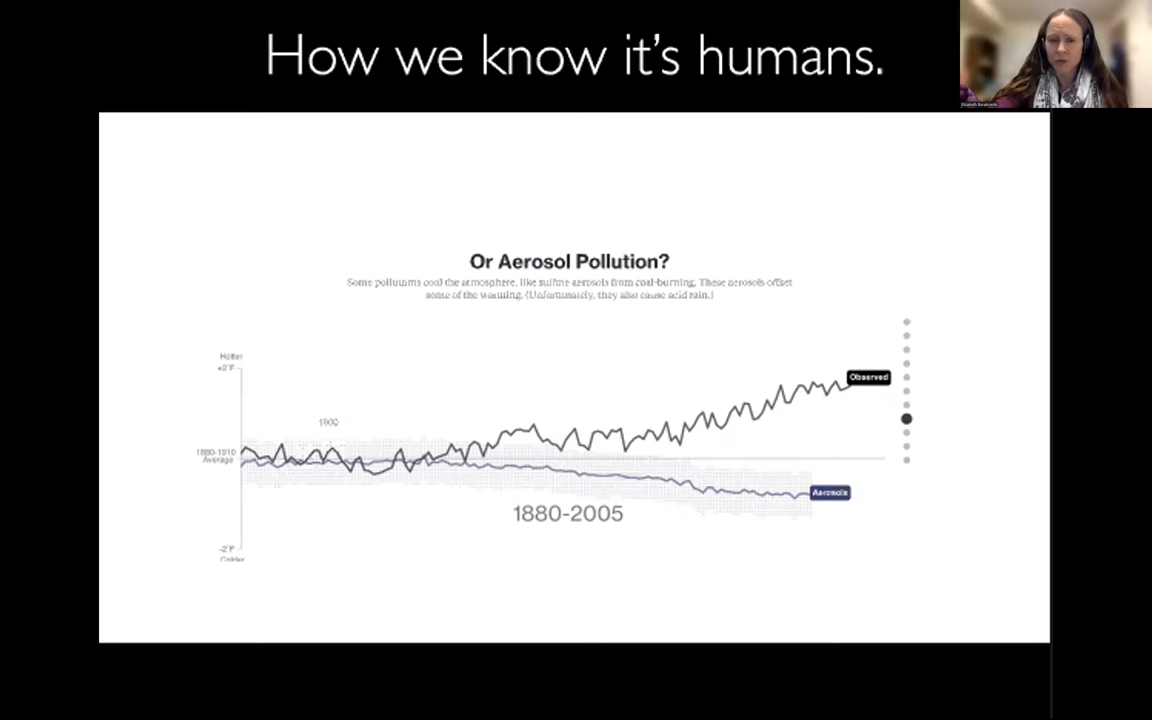 How we know it's humans.
Or Aerosol Pollution?
Some pollutants cool the atmosphere, like sulfate aerosols from coal-burning. These aerosols offset
some of the warming. (Unfortunately, they also cause acid rain.)
Hotter
+2°F
Observed
1900
1880-1910
Average
Aerosols
1880-2005
-2°F
Colder